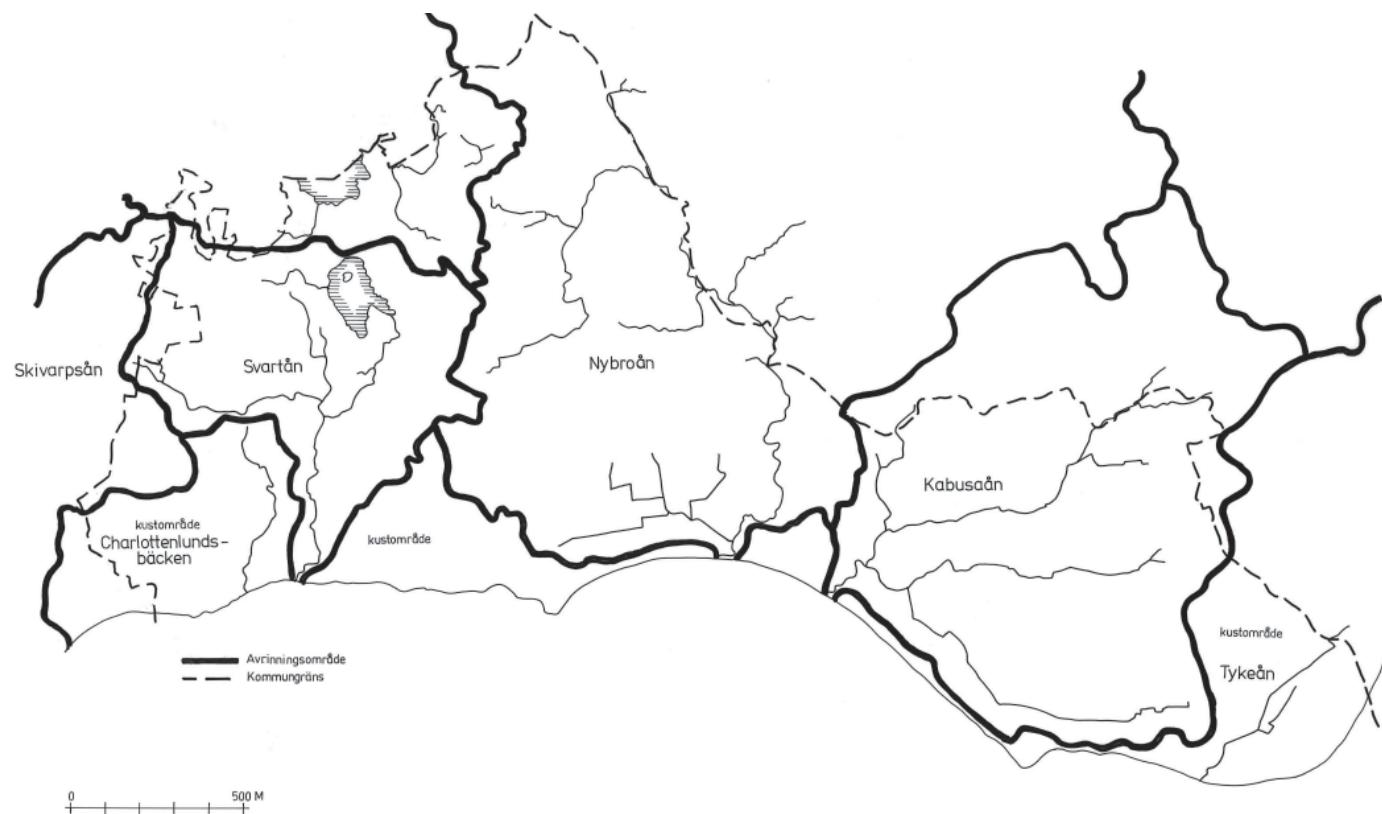 Skivarpsån
Svartån
Nybroån
Kabusaån
kustområde
Charlottenlunds-
bäcken
kustområde
kustområde
Tykeån
Avrinningsområde
Kommungräns
0 500 M